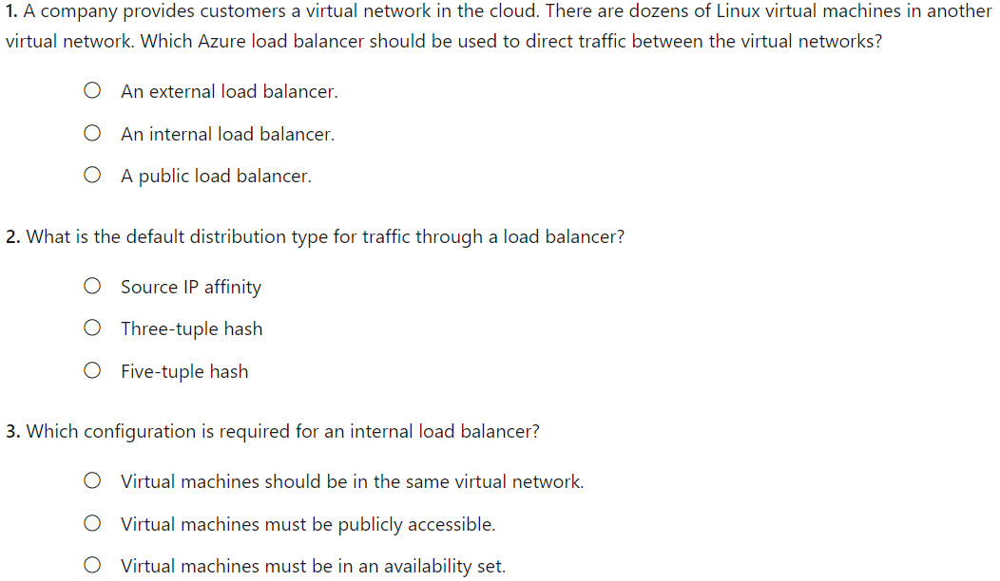 1. A company provides customers a virtual network in the cloud. There are dozens of Linux virtual machines in another
virtual network. Which Azure load balancer should be used to direct traffic between the virtual networks?
An external load balancer.
An internal load balancer.
A public load balancer.
2. What is the default distribution type for traffic through a load balancer?
Source IP affinity
Three-tuple hash
Five-tuple hash
3. Which configuration is required for an internal load balancer?
Virtual machines should be in the same virtual network.
Virtual machines must be publicly accessible.
Virtual machines must be in an availability set.